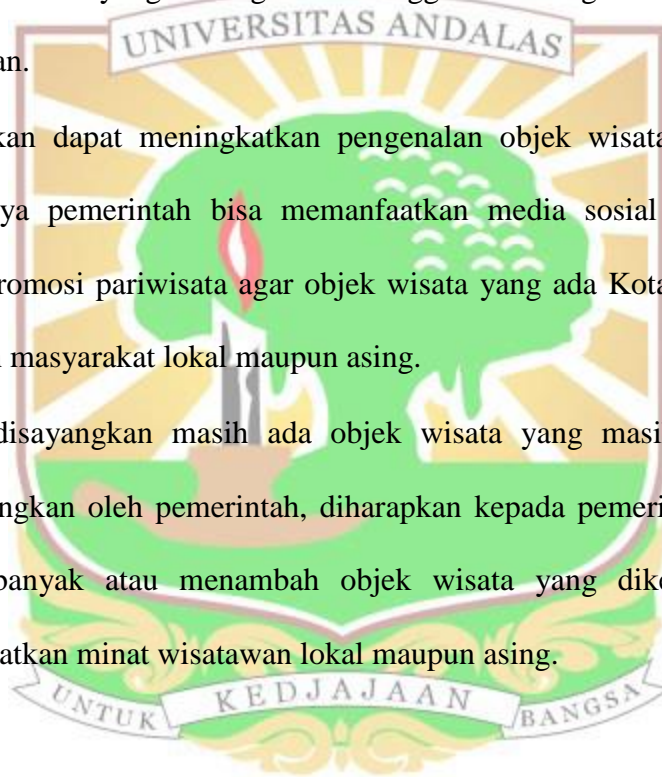 UNIVERSITAS ANDALAS
an.
kan dapat meningkatkan pengenalan objek wisata
ya pemerintah bisa memanfaatkan media sosial
romosi pariwisata agar objek wisata yang ada Kota
masyarakat lokal maupun asing.
disayangkan masih ada objek wisata yang masi
ngkan oleh pemerintah, diharapkan kepada pemeri
banyak atau menambah objek wisata yang dik
atkan minat wisatawan lokal maupun asing.
UNTUK KEDJAJAAN BANGSA